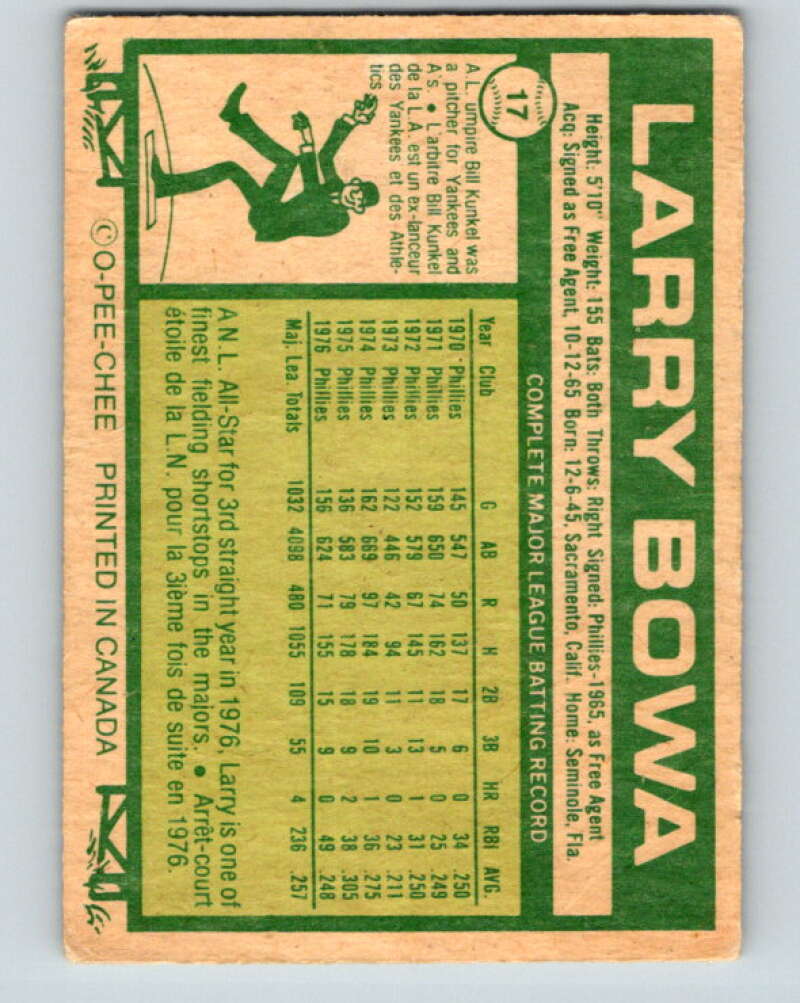 LARRY BOWA
17
Height: 5'10" Weight: 155 Bats: Both Throws: Right Signed: Phillies-1965, as Free Agent
Acq: Signed as Free Agent, 10-12-65 Born: 12-6-45, Sacramento, Calif. Home: Seminole, Fla.
COMPLETE MAJOR LEAGUE BATTING RECORD
A.L. umpire Bill Kunkel was
a pitcher for Yankees and
A's. • L'arbitre Bill Kunkel
de la L.A. est un ex-lanceur
des Yankees et des Athle-
tics.
Year Club G AB R H 2B 3B HR RBI AVG.
1970 Phillies 145 547 50 137 17 6 0 34 .250
1971 Phillies 159 650 74 162 18 5 0 25 .249
1972 Phillies 152 579 67 145 11 13 1 31 .250
1973 Phillies 122 446 42 94 11 3 0 23 .211
1974 Phillies 162 669 97 184 19 10 1 36 .275
1975 Phillies 136 583 79 178 18 9 2 38 .305
1976 Phillies 156 624 71 155 15 9 0 49 .248
Maj. Lea. Totals 1032 4098 480 1055 109 55 4 236 .257
A N.L. All-Star for 3rd straight year in 1976, Larry is one of
finest fielding shortstops in the majors. • Arrêt-court
étoile de la L.N. pour la 3ième fois de suite en 1976.
© O-PEE-CHEE PRINTED IN CANADA